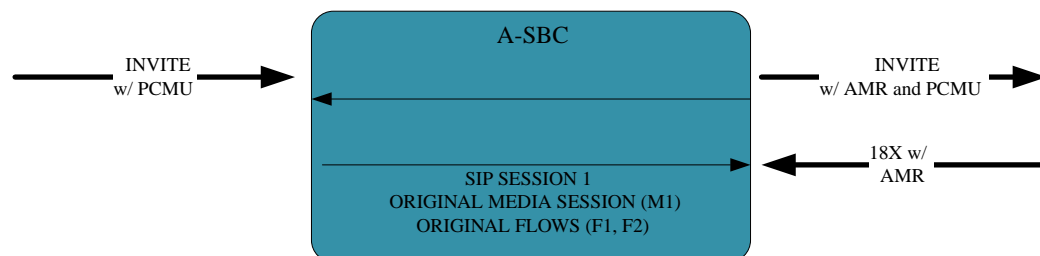 A-SBC
INVITE
w/ PCMU
INVITE
w/ AMR and PCMU
18X w/
AMR
SIP SESSION 1
ORIGINAL MEDIA SESSION (M1)
ORIGINAL FLOWS (F1, F2)